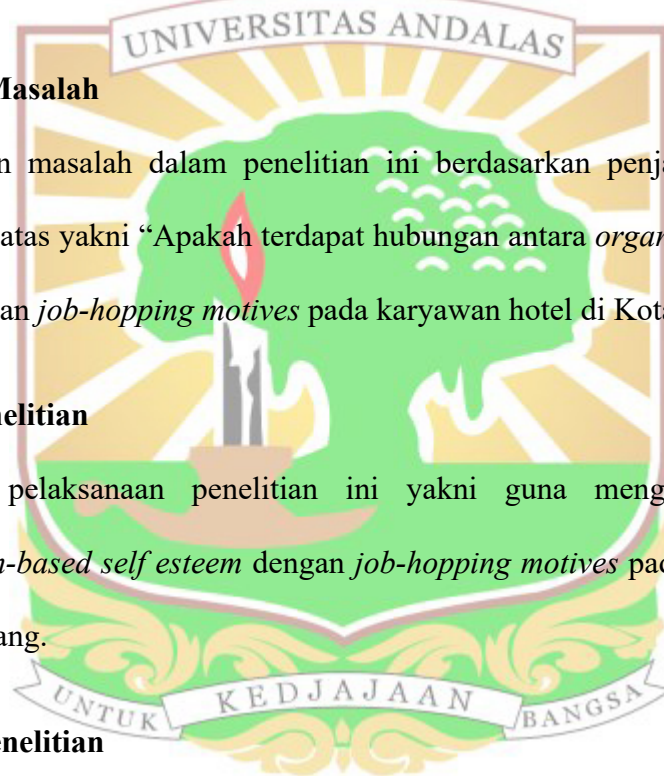 UNIVERSITAS ANDALAS
Masalah
n masalah dalam penelitian ini berdasarkan penja
atas yakni “Apakah terdapat hubungan antara organ
an job-hopping motives pada karyawan hotel di Kota
nelitian
pelaksanaan penelitian ini yakni guna meng
n-based self esteem dengan job-hopping motives pad
ang.
UNTUK KEDJAJAAN BANGSA
enelitian